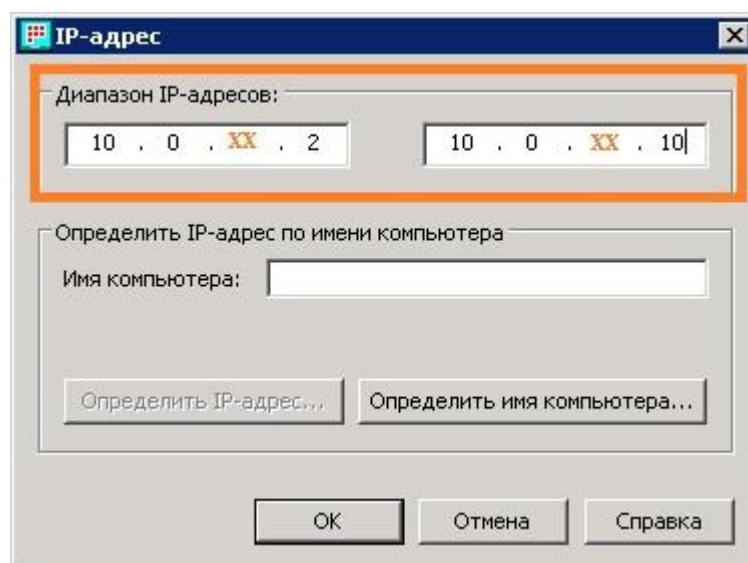 IP-адрес
Диапазон IP-адресов:
10 . 0 . XX . 2 10 . 0 . XX . 10
Определить IP-адрес по имени компьютера
Имя компьютера:
Определить IP-адрес... Определить имя компьютера...
OK Отмена Справка